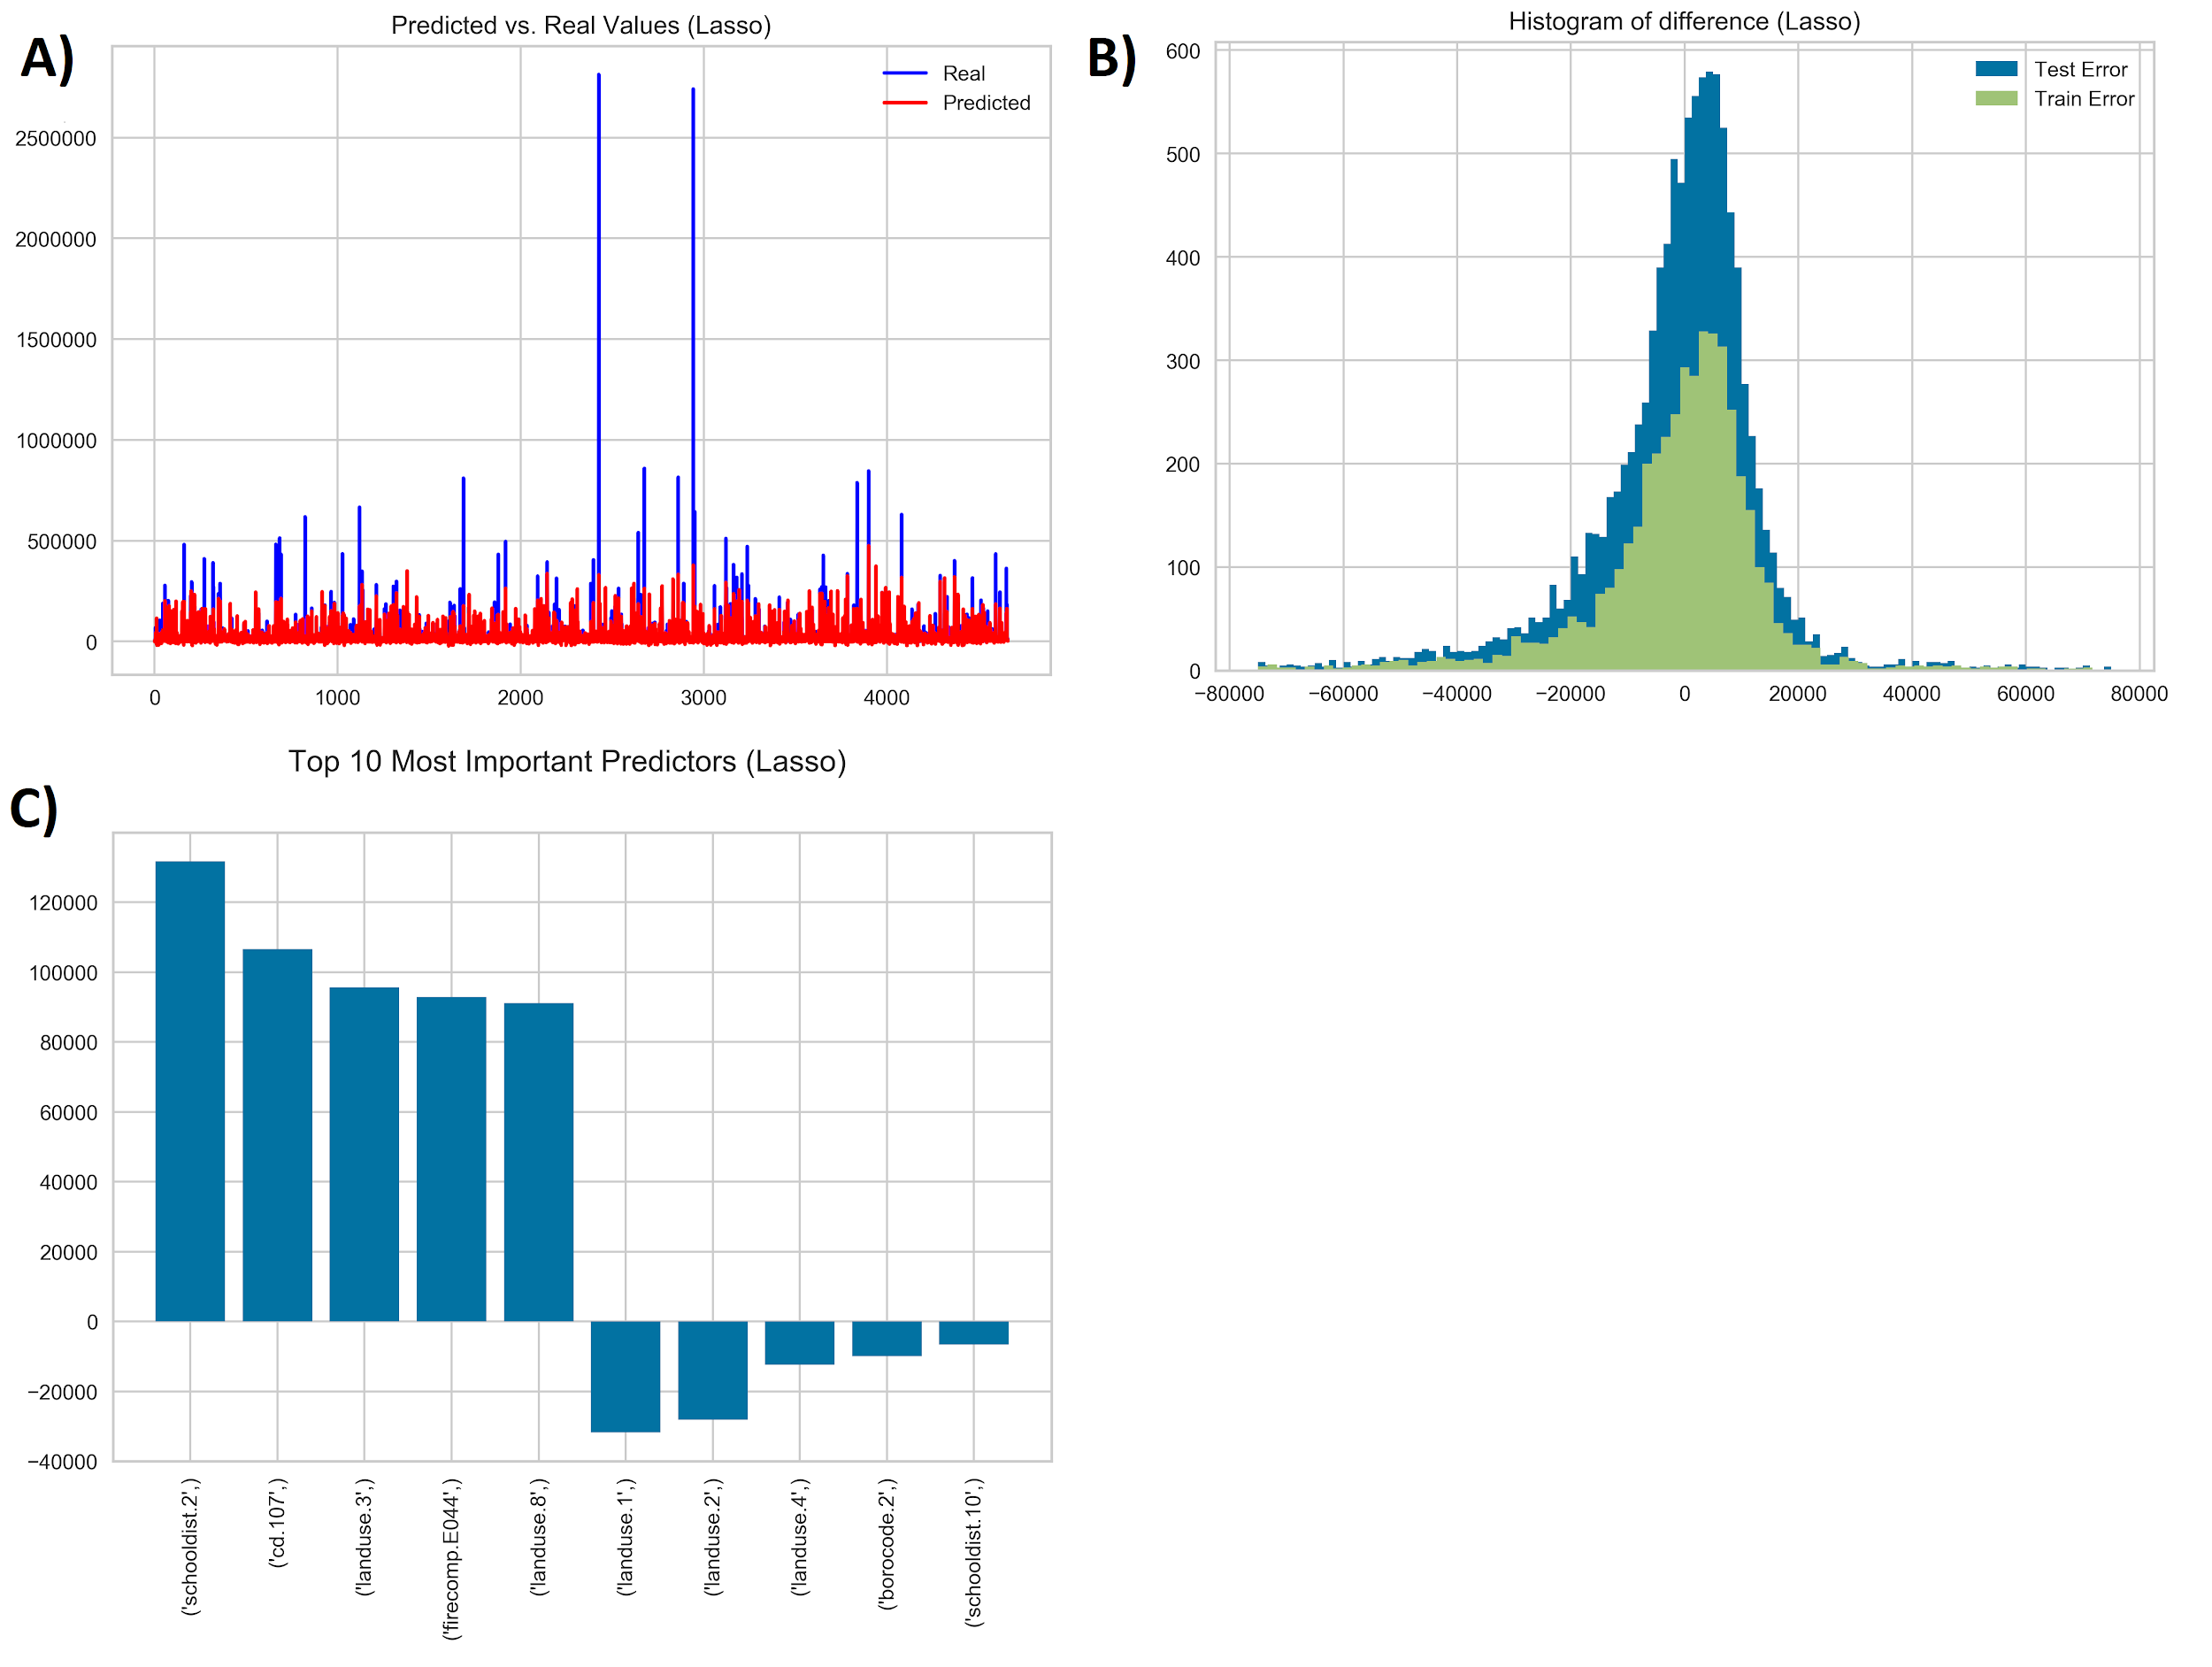 A)
Predicted vs. Real Values (Lasso)
Real
Predicted
2500000
2000000
1500000
1000000
500000
0
0 1000 2000 3000 4000
B)
Histogram of difference (Lasso)
Test Error
Train Error
600
500
400
300
200
100
0
−80000 −60000 −40000 −20000 0 20000 40000 60000 80000
C)
Top 10 Most Important Predictors (Lasso)
120000
100000
80000
60000
40000
20000
0
−20000
−40000
('schooldist.2',)
('cd.107',)
('landuse.3',)
('firecomp.E044',)
('landuse.8',)
('landuse.1',)
('landuse.2',)
('landuse.4',)
('borocode.2',)
('schooldist.10',)